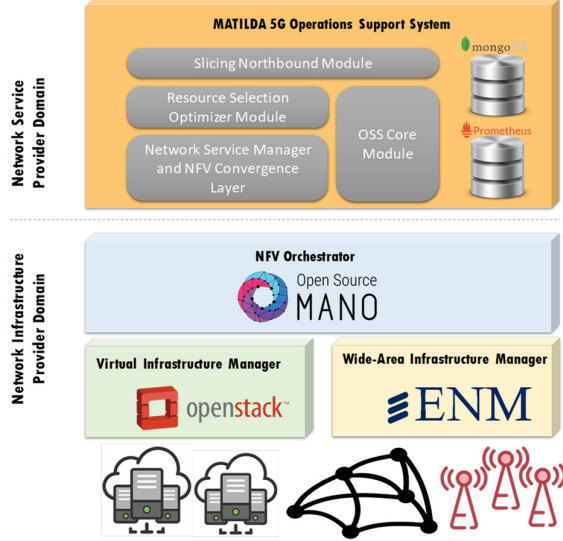 MATILDA 5G Operations Support System
mongoDB
Slicing Northbound Module
Resource Selection
Optimizer Module
OSS Core
Module
Prometheus
Network Service Manager
and NFV Convergence
Layer
Network Service
Provider Domain
NFV Orchestrator
Open Source
MANO
Network Infrastructure
Provider Domain
Virtual Infrastructure Manager
openstack™
Wide-Area Infrastructure Manager
ENM